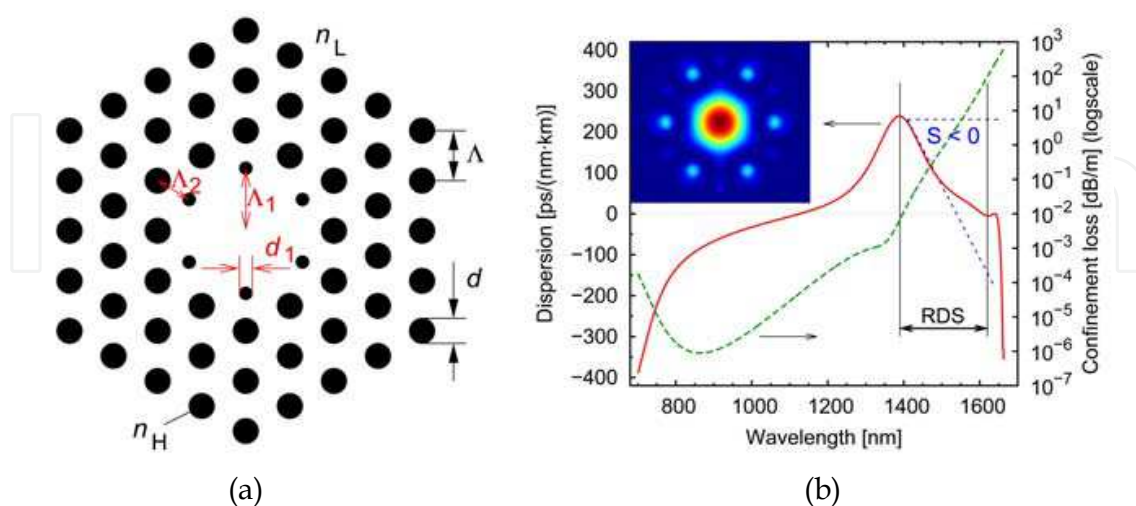 n_L
Λ
Λ_2
Λ_1
d_1
d
n_H
(a)
400
300
200
100
0
−100
−200
−300
−400
Dispersion [ps/(nm·km)]
S < 0
RDS
10^3
10^2
10^1
10^0
10^−1
10^−2
10^−3
10^−4
10^−5
10^−6
10^−7
Confinement loss [dB/m] (logscale)
800 1000 1200 1400 1600
Wavelength [nm]
(b)